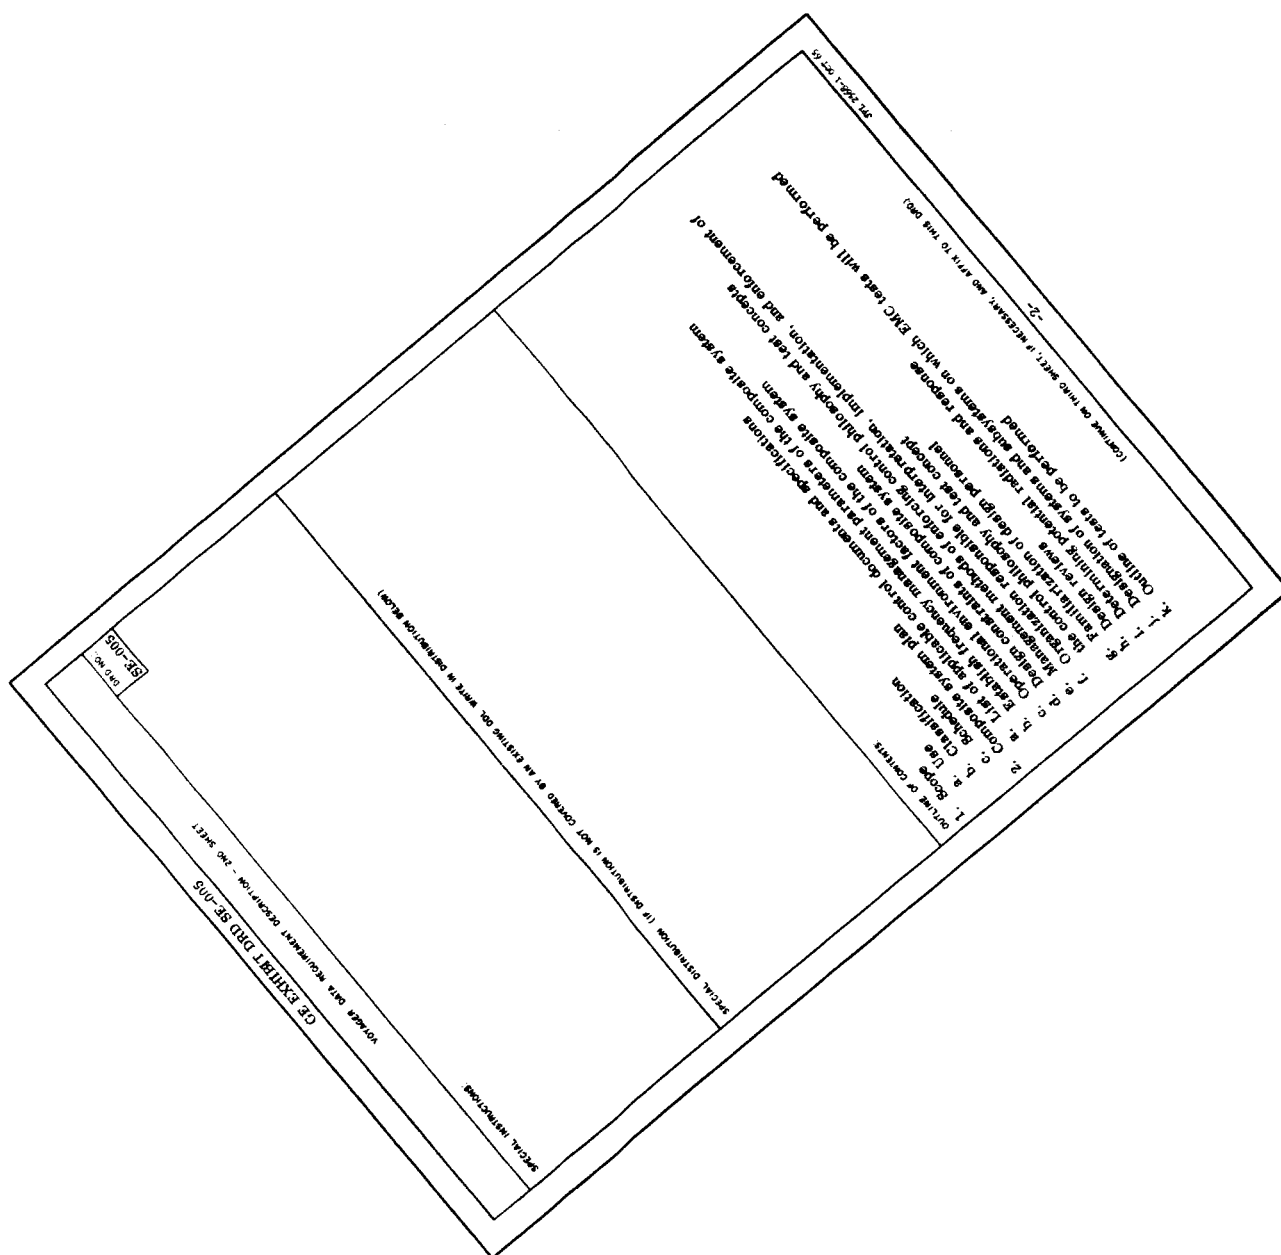 GE EXHIBIT DRD SE-005
VOYAGER DATA REQUIREMENT DESCRIPTION - 2ND SHEET
DRD NO.
SE-005
SPECIAL INSTRUCTIONS:
SPECIAL DISTRIBUTION (IF DISTRIBUTION IS NOT COVERED BY AN EXISTING DDL WRITE IN DISTRIBUTION BELOW)
OUTLINE OF CONTENTS:
1. Scope
a. Use
b. Classification
c. Schedule
2. Composite system plan
a. List of applicable control documents and specifications
b. Establish frequency management parameters of the composite system
c. Operational environment factors of the composite system
d. Design constraints of composite system
e. Management methods of enforcing control philosophy and test concepts
f. Organization responsible for interpretation, implementation, and enforcement of
the control philosophy and test concept
g. Familiarization of design personnel
h. Design reviews
i. Determining potential radiations and response
j. Designation of systems and subsystems on which EMC tests will be performed
k. Outline of tests to be performed
(CONTINUE ON THIRD SHEET, IF NECESSARY, AND AFFIX TO THIS DRD.)
-2-
JPL 2568-1 OCT 65